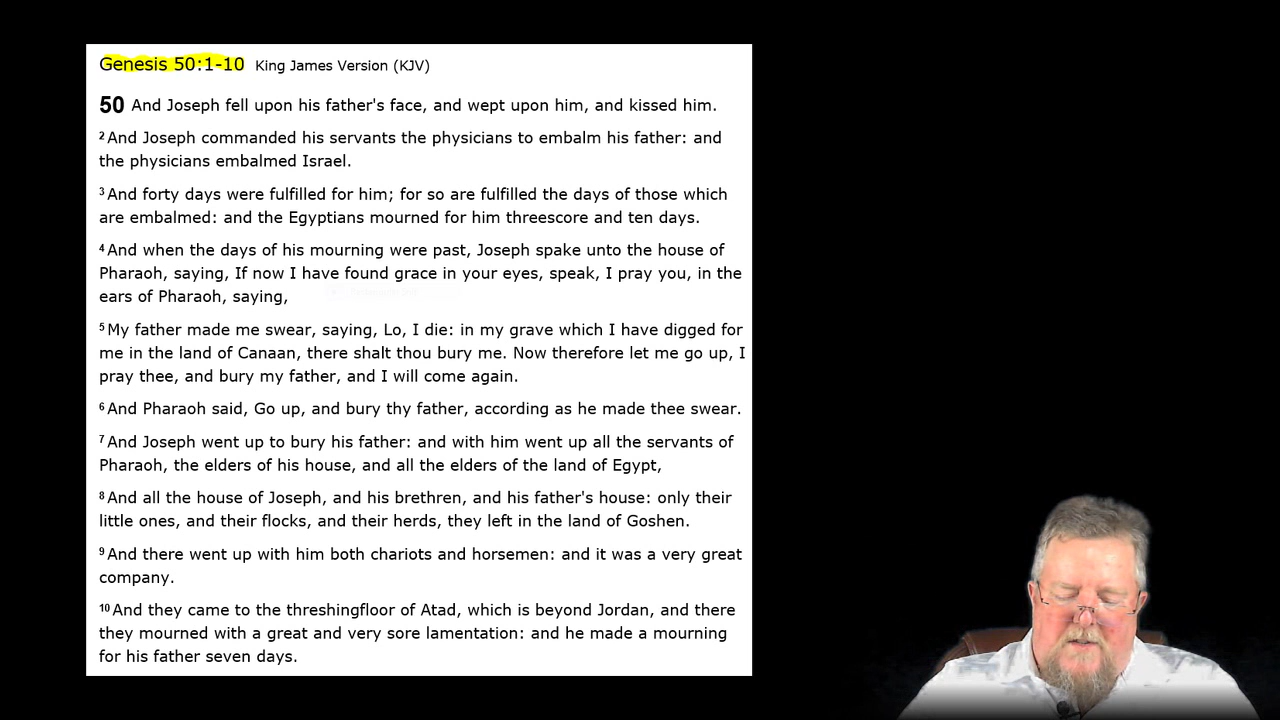 Genesis 50:1-10 King James Version (KJV)
50 And Joseph fell upon his father's face, and wept upon him, and kissed him.
2 And Joseph commanded his servants the physicians to embalm his father: and
the physicians embalmed Israel.
3 And forty days were fulfilled for him; for so are fulfilled the days of those which
are embalmed: and the Egyptians mourned for him threescore and ten days.
4 And when the days of his mourning were past, Joseph spake unto the house of
Pharaoh, saying, If now I have found grace in your eyes, speak, I pray you, in the
ears of Pharaoh, saying,
5 My father made me swear, saying, Lo, I die: in my grave which I have digged for
me in the land of Canaan, there shalt thou bury me. Now therefore let me go up, I
pray thee, and bury my father, and I will come again.
6 And Pharaoh said, Go up, and bury thy father, according as he made thee swear.
7 And Joseph went up to bury his father: and with him went up all the servants of
Pharaoh, the elders of his house, and all the elders of the land of Egypt,
8 And all the house of Joseph, and his brethren, and his father's house: only their
little ones, and their flocks, and their herds, they left in the land of Goshen.
9 And there went up with him both chariots and horsemen: and it was a very great
company.
10 And they came to the threshingfloor of Atad, which is beyond Jordan, and there
they mourned with a great and very sore lamentation: and he made a mourning
for his father seven days.